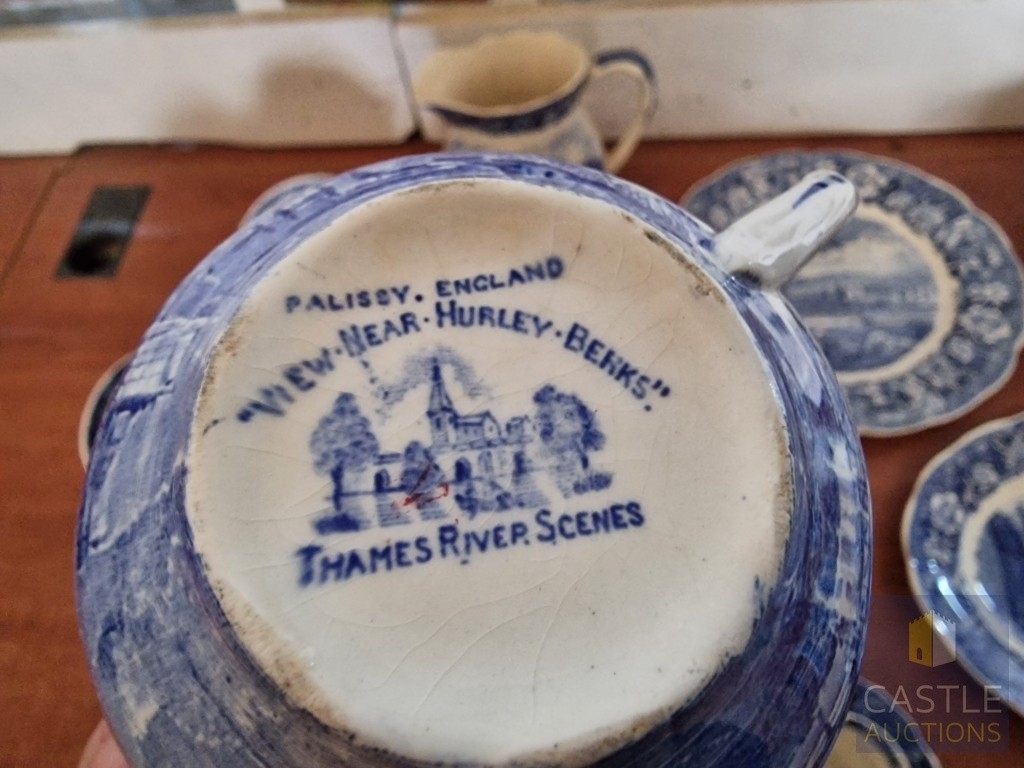 PALISSY. ENGLAND
"VIEW·NEAR·HURLEY·BERKS".
THAMES RIVER SCENES
CASTLE
AUCTIONS